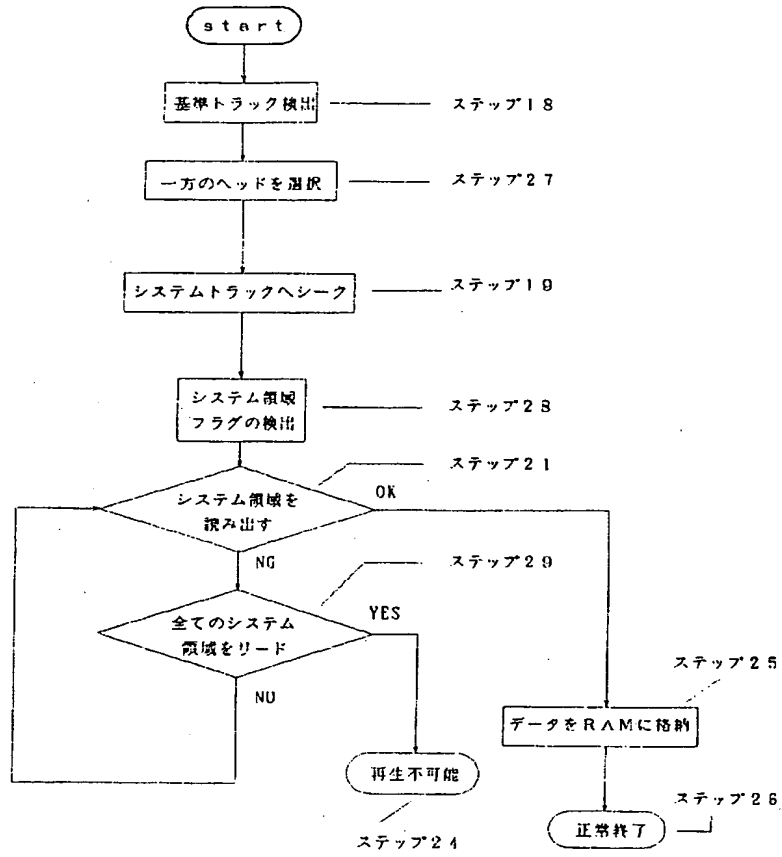 start
基準トラック検出
ステップ18
一方のヘッドを選択
ステップ27
システムトラックへシーク
ステップ19
システム領域
フラグの検出
ステップ28
ステップ21
システム領域を
読み出す
OK
NG
ステップ29
全てのシステム
領域をリード
YES
NO
ステップ25
データをRAMに格納
再生不可能
ステップ24
ステップ26
正常終了